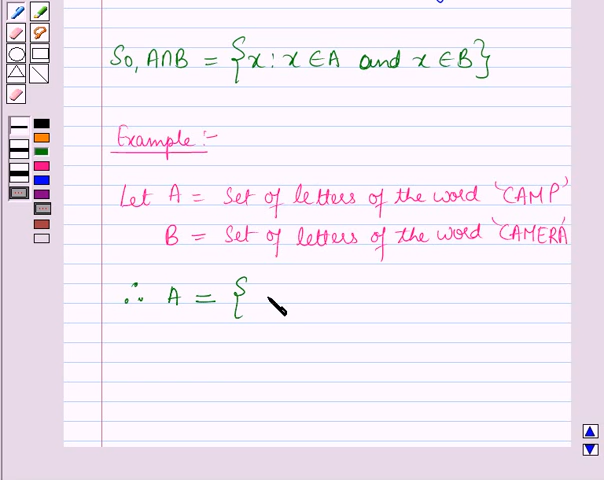 So, A∩B = {x : x ∈ A and x ∈ B}
Example :-
Let A = Set of letters of the word 'CAMP'
B = Set of letters of the word 'CAMERA'
∴ A = {